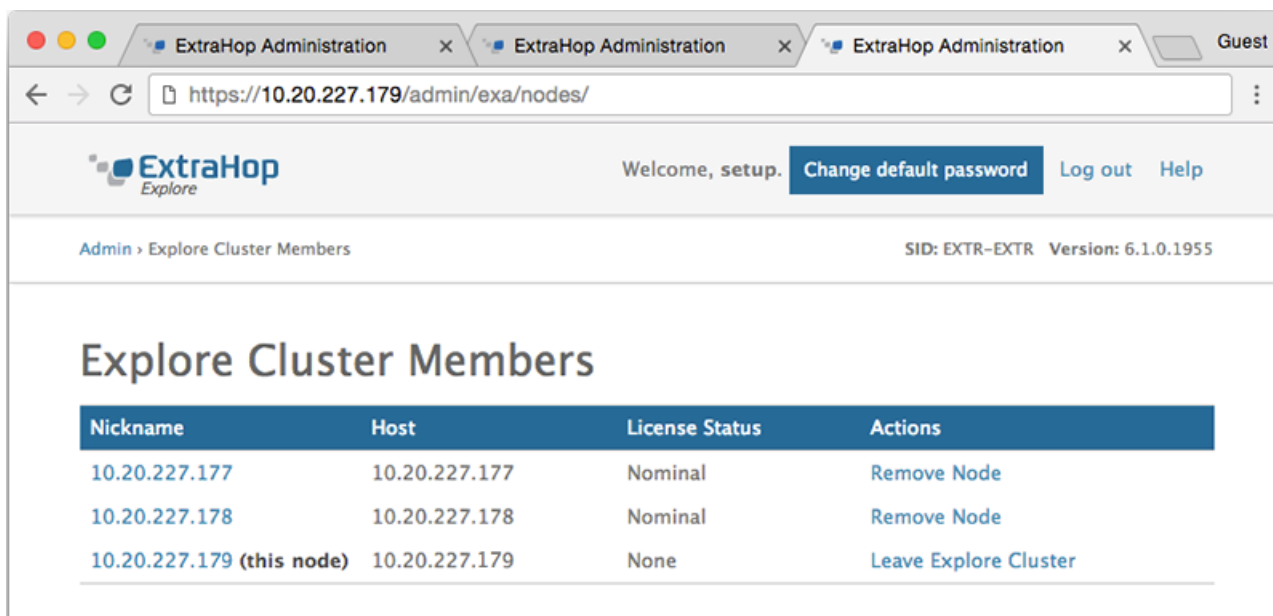 ExtraHop Administration × ExtraHop Administration × ExtraHop Administration × Guest
https://10.20.227.179/admin/exa/nodes/
ExtraHop
Explore
Welcome, setup. Change default password Log out Help
Admin › Explore Cluster Members SID: EXTR-EXTR Version: 6.1.0.1955
Explore Cluster Members
Nickname Host License Status Actions
10.20.227.177 10.20.227.177 Nominal Remove Node
10.20.227.178 10.20.227.178 Nominal Remove Node
10.20.227.179 (this node) 10.20.227.179 None Leave Explore Cluster